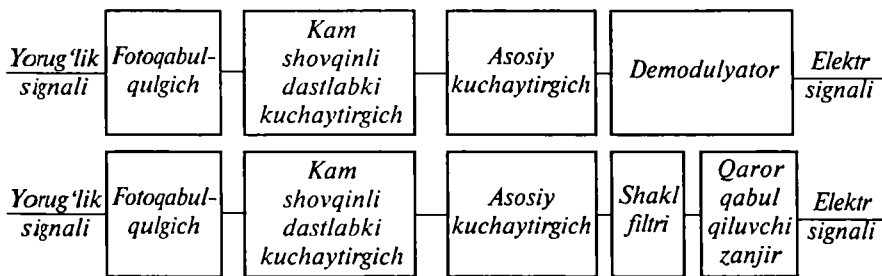 Yorug‘lik
signali
Fotoqabul-
qulgich
Kam
shovqinli
dastlabki
kuchaytirgich
Asosiy
kuchaytirgich
Demodulyator
Elektr
signali
Yorug‘lik
signali
Fotoqabul-
qulgich
Kam
shovqinli
dastlabki
kuchaytirgich
Asosiy
kuchaytirgich
Shakl
filtri
Qaror
qabul
qiluvchi
zanjir
Elektr
signali